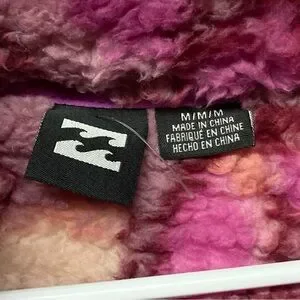 M/M/M
MADE IN CHINA
FABRIQUÉ EN CHINE
HECHO EN CHINA